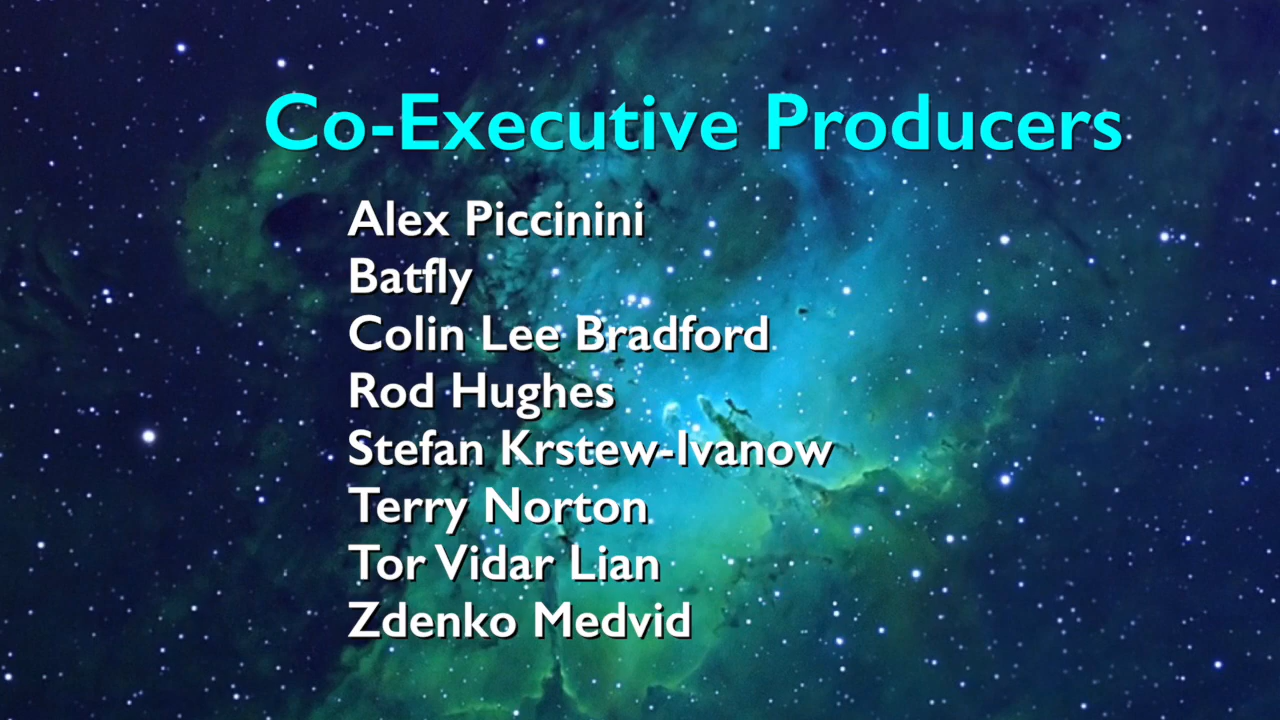 Co-Executive Producers
Alex Piccinini
Batfly
Colin Lee Bradford
Rod Hughes
Stefan Krstew-Ivanow
Terry Norton
Tor Vidar Lian
Zdenko Medvid